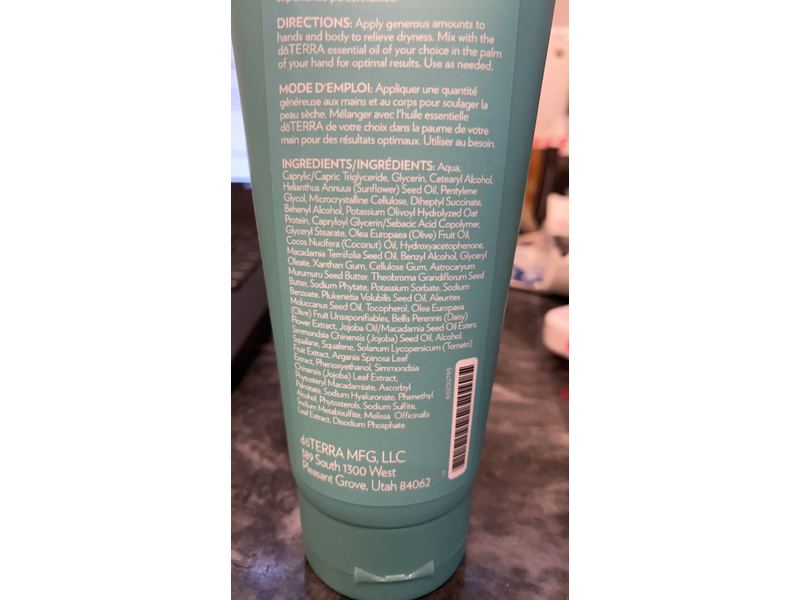 DIRECTIONS: Apply generous amounts to
hands and body to relieve dryness. Mix with the
dōTERRA essential oil of your choice in the palm
of your hand for optimal results. Use as needed.
MODE D'EMPLOI: Appliquer une quantité
généreuse aux mains et au corps pour soulager la
peau sèche. Mélanger avec l'huile essentielle
dōTERRA de votre choix dans la paume de votre
main pour des résultats optimaux. Utiliser au besoin.
INGREDIENTS/INGRÉDIENTS: Aqua,
Caprylic/Capric Triglyceride, Glycerin, Cetearyl Alcohol,
Helianthus Annuus (Sunflower) Seed Oil, Pentylene
Glycol, Microcrystalline Cellulose, Diheptyl Succinate,
Behenyl Alcohol, Potassium Olivoyl Hydrolyzed Oat
Protein, Capryloyl Glycerin/Sebacic Acid Copolymer,
Glyceryl Stearate, Olea Europaea (Olive) Fruit Oil,
Cocos Nucifera (Coconut) Oil, Hydroxyacetophenone,
Macadamia Ternifolia Seed Oil, Benzyl Alcohol, Glyceryl
Oleate, Xanthan Gum, Cellulose Gum, Astrocaryum
Murumuru Seed Butter, Theobroma Grandiflorum Seed
Butter, Sodium Phytate, Potassium Sorbate, Sodium
Benzoate, Plukenetia Volubilis Seed Oil, Aleurites
Moluccanus Seed Oil, Tocopherol, Olea Europaea
(Olive) Fruit Unsaponifiables, Bellis Perennis (Daisy)
Flower Extract, Jojoba Oil/Macadamia Seed Oil Esters,
Simmondsia Chinensis (Jojoba) Seed Oil, Alcohol,
Squalane, Squalene, Solanum Lycopersicum (Tomato)
Fruit Extract, Argania Spinosa Leaf
Extract, Phenoxyethanol, Simmondsia
Chinensis (Jojoba) Leaf Extract,
Phytosteryl Macadamiate, Ascorbyl
Palmitate, Sodium Hyaluronate, Phenethyl
Alcohol, Phytosterols, Sodium Sulfite,
Sodium Metabisulfite, Melissa Officinalis
Leaf Extract, Disodium Phosphate
dōTERRA MFG, LLC
389 South 1300 West
Pleasant Grove, Utah 84062